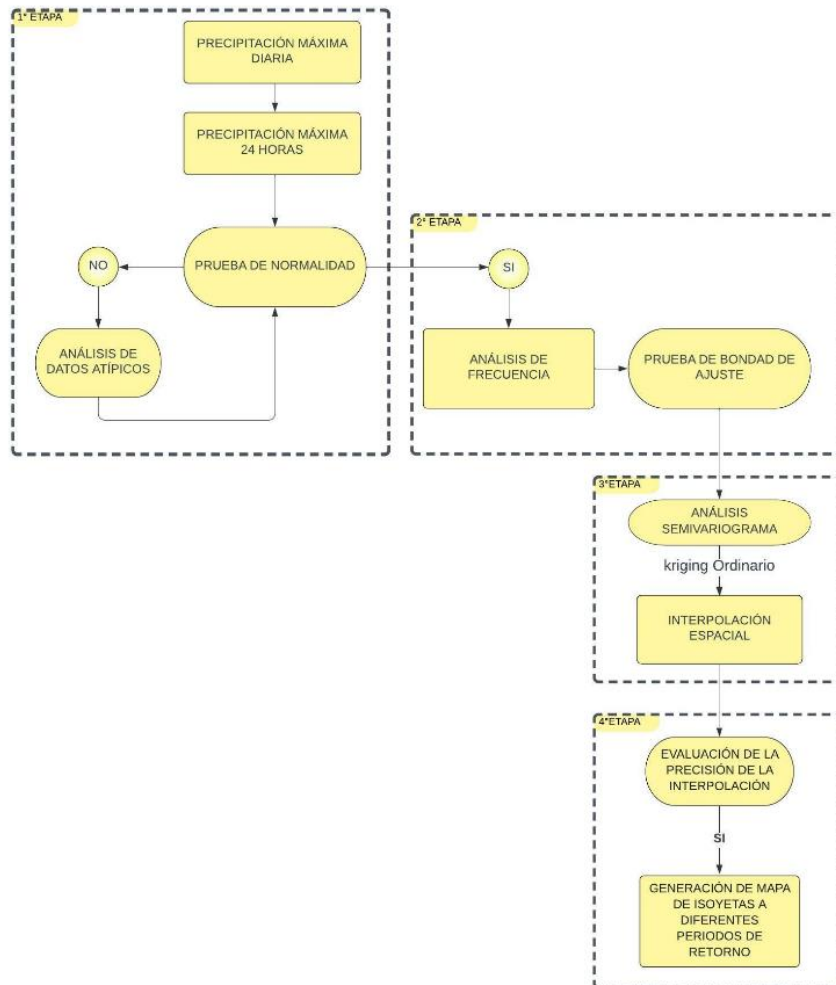 1° ETAPA
PRECIPITACIÓN MÁXIMA
DIARIA
PRECIPITACIÓN MÁXIMA
24 HORAS
PRUEBA DE NORMALIDAD
NO
ANÁLISIS DE
DATOS ATÍPICOS
2° ETAPA
SI
ANÁLISIS DE
FRECUENCIA
PRUEBA DE BONDAD DE
AJUSTE
3°ETAPA
ANÁLISIS
SEMIVARIOGRAMA
kriging Ordinario
INTERPOLACIÓN
ESPACIAL
4°ETAPA
EVALUACIÓN DE LA
PRECISIÓN DE LA
INTERPOLACIÓN
SI
GENERACIÓN DE MAPA
DE ISOYETAS A
DIFERENTES
PERIODOS DE
RETORNO